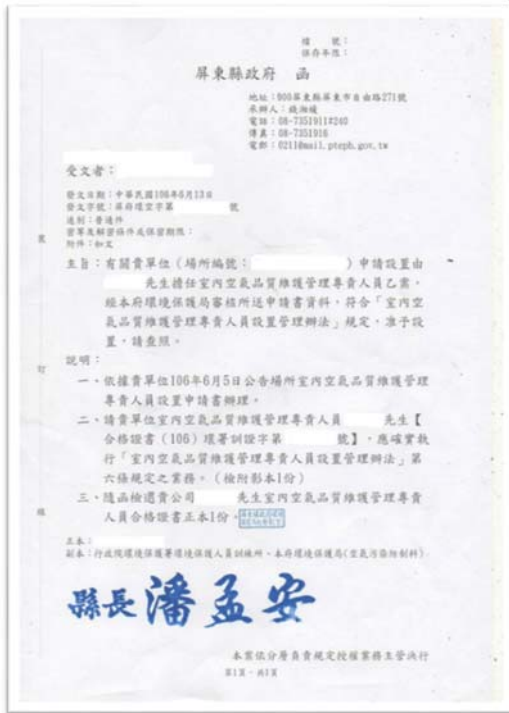 檔 號：
保存年限：
屏東縣政府 函
地址：900屏東縣屏東市自由路271號
電話：08-7351911#240
傳真：08-7351916
電郵：0211@mail.ptepb.gov.tw
受文者：
發文日期：中華民國106年6月13日
發文字號：屏府環空字第 號
速別：普通件
密等及解密條件或保密期限：
附件：如文
主旨：有關貴單位（場所編號： ）申請設置由
先生擔任室內空氣品質維護管理專責人員乙案，
經本府環境保護局審核所送申請書資料，符合「室內空
氣品質維護管理專責人員設置管理辦法」規定，准予設
置，請查照。
說明：
一、依據貴單位106年6月5日公告場所室內空氣品質維護管理
專責人員設置申請書辦理。
二、請貴單位室內空氣品質維護管理專責人員 先生【
合格證書（106）環署訓證字第 號】，應確實執
行「室內空氣品質維護管理專責人員設置管理辦法」第
六條規定之業務。（檢附影本1份）
三、隨函檢還貴公司 先生室內空氣品質維護管理專責
人員合格證書正本1份。
正本：
副本：行政院環境保護署環境保護人員訓練所、本府環境保護局(空氣污染防制科)
縣長潘孟安
本案依分層負責規定授權業務主管決行
第1頁，共1頁
裝
訂
線